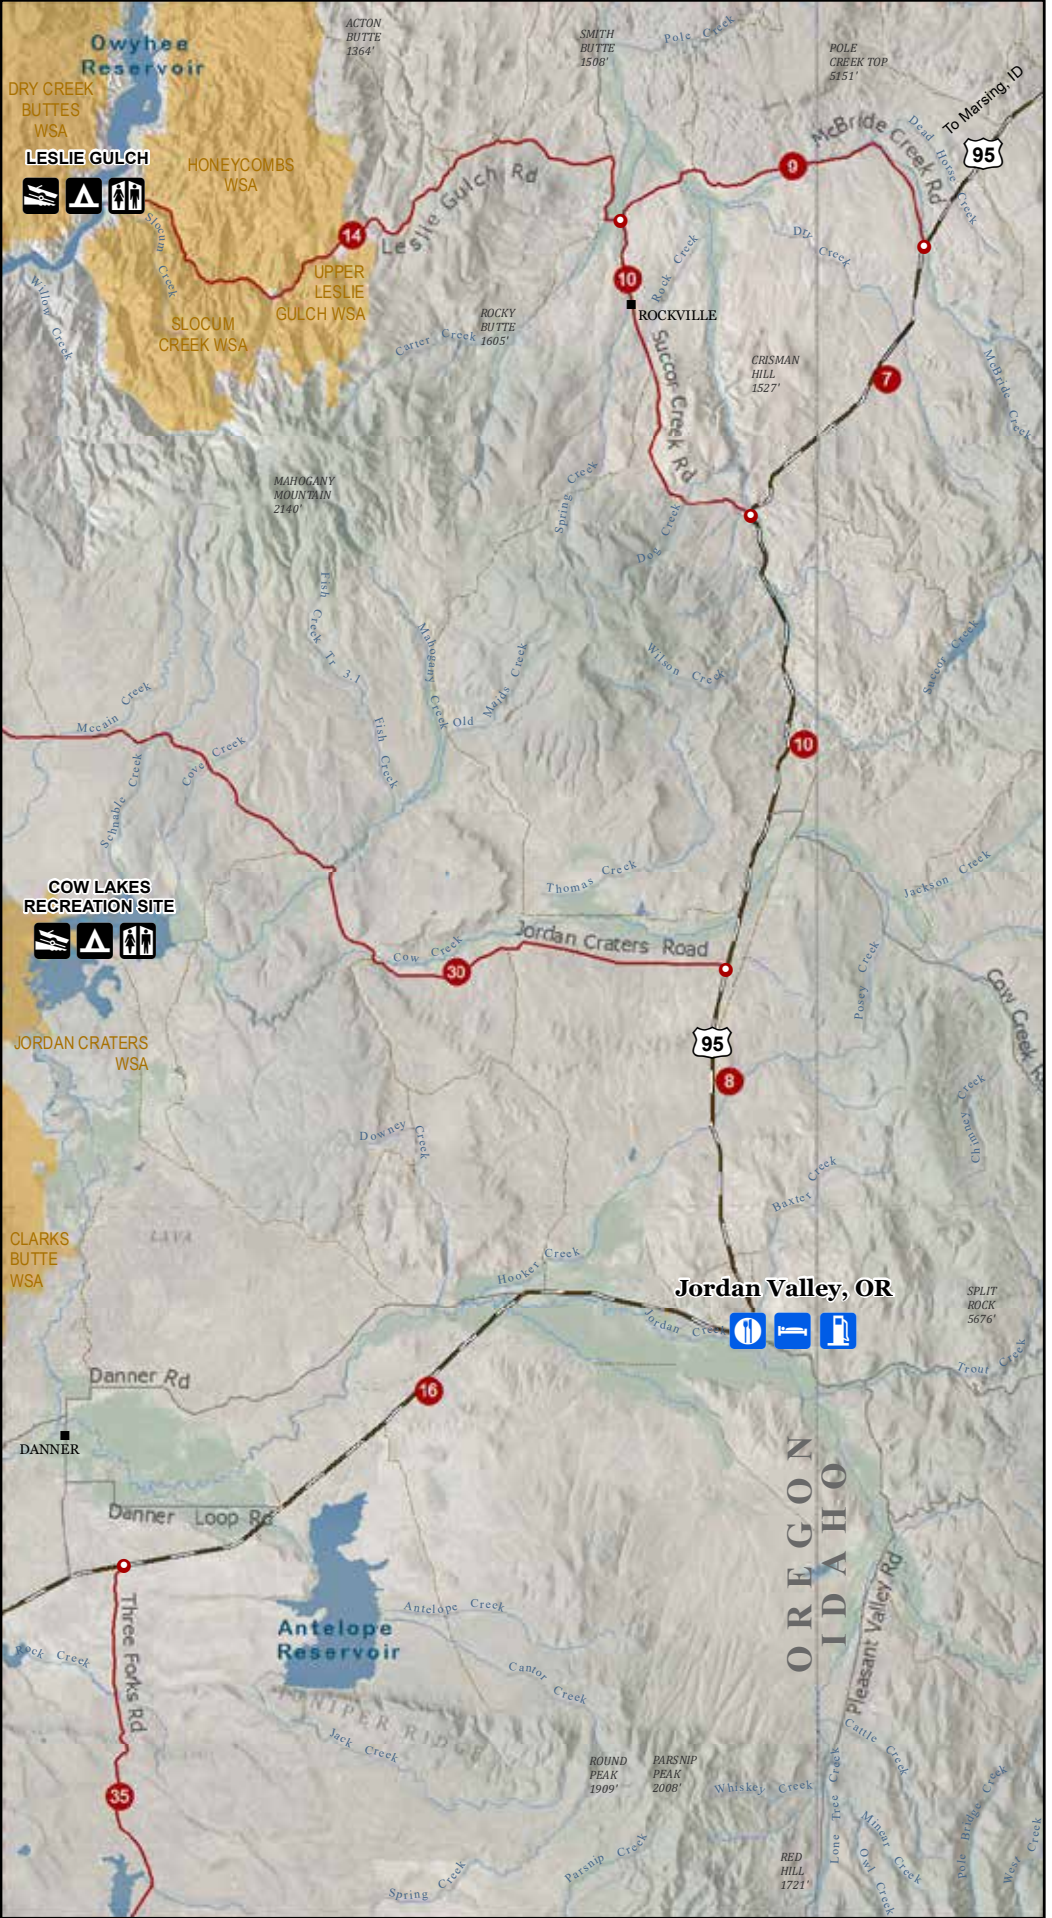 ACTON
BUTTE
1364'
SMITH
BUTTE
1508'
Pole Creek
POLE
CREEK TOP
5151'
Owyhee
Reservoir
To Marsing, ID
95
DRY CREEK
BUTTES
WSA
LESLIE GULCH
HONEYCOMBS
WSA
McBride Creek Rd
Dead Horse Creek
9
Leslie Gulch Rd
14
Slocum Creek
Dry Creek
Rock Creek
10
ROCKVILLE
UPPER
LESLIE
GULCH WSA
Willow Creek
SLOCUM
CREEK WSA
ROCKY
BUTTE
1605'
Carter Creek
Succor Creek Rd
CRISMAN
HILL
1527'
7
McBride Creek
MAHOGANY
MOUNTAIN
2140'
Spring Creek
Dog Creek
Fish Creek Tr 3.1
Mahogany Creek
Old Maids Creek
Wilson Creek
Succor Creek
Mccain Creek
Cove Creek
Schnable Creek
Fish Creek
10
Thomas Creek
Jackson Creek
COW LAKES
RECREATION SITE
Cow Creek
Jordan Craters Road
30
Posey Creek
Cow Creek R
JORDAN CRATERS
WSA
95
8
Downey Creek
Chimney Creek
Baxter Creek
LAVA
CLARKS
BUTTE
WSA
Hooker Creek
Jordan Valley, OR
SPLIT
ROCK
5676'
Jordan Creek
Trout Creek
Danner Rd
16
DANNER
OREGON
IDAHO
Danner Loop Rd
Three Forks Rd
Antelope
Reservoir
Antelope Creek
Rock Creek
Cantor Creek
Pleasant Valley Rd
JUNIPER RIDGE
Jack Creek
Cattle Creek
ROUND
PEAK
1909'
PARSNIP
PEAK
2008'
Whiskey Creek
Lone Tree Creek
35
Mincar Creek
Owl Creek
Pole Bridge Creek
West Creek
Parsnip Creek
Spring Creek
RED
HILL
1721'